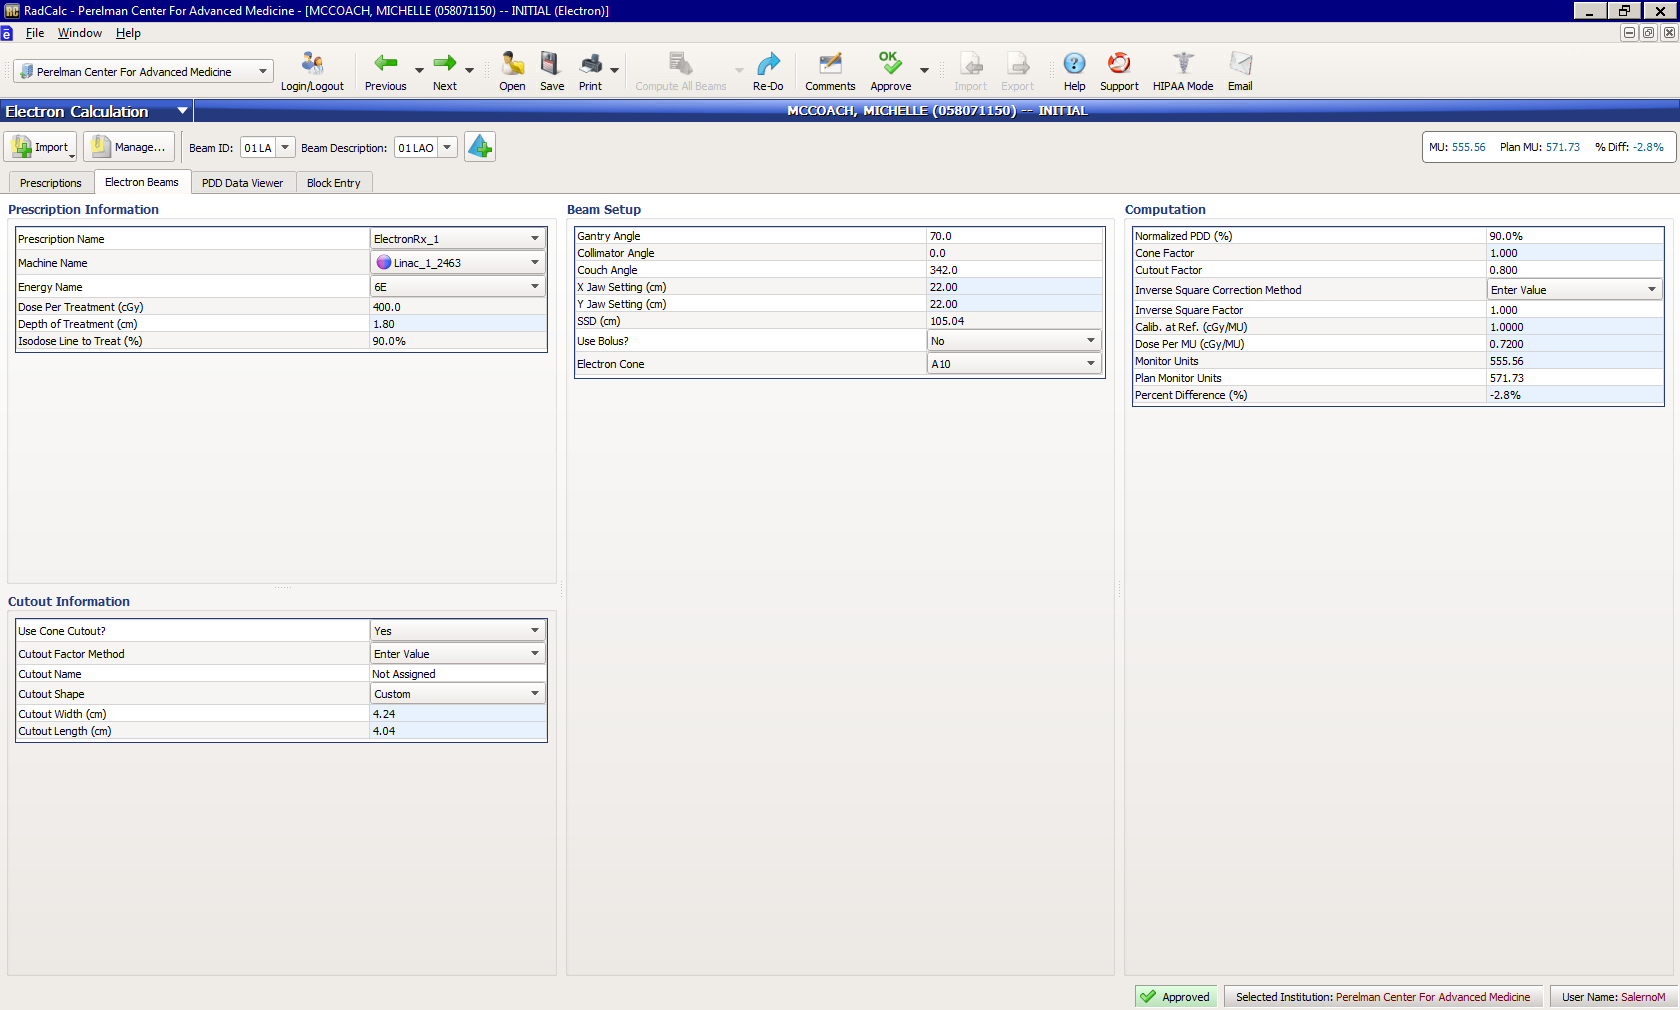 RadCalc - Perelman Center For Advanced Medicine - [MCCOACH, MICHELLE (058071150) -- INITIAL (Electron)]
File Window Help
Perelman Center For Advanced Medicine
Login/Logout Previous Next Open Save Print Compute All Beams Re-Do Comments Approve Import Export Help Support HIPAA Mode Email
Electron Calculation
MCCOACH, MICHELLE (058071150) -- INITIAL
Import Manage... Beam ID: 01 LA Beam Description: 01 LAO
MU: 555.56 Plan MU: 571.73 % Diff: -2.8%
Prescriptions Electron Beams PDD Data Viewer Block Entry
Prescription Information
Prescription Name ElectronRx_1
Machine Name Linac_1_2463
Energy Name 6E
Dose Per Treatment (cGy) 400.0
Depth of Treatment (cm) 1.80
Isodose Line to Treat (%) 90.0%
Cutout Information
Use Cone Cutout? Yes
Cutout Factor Method Enter Value
Cutout Name Not Assigned
Cutout Shape Custom
Cutout Width (cm) 4.24
Cutout Length (cm) 4.04
Beam Setup
Gantry Angle 70.0
Collimator Angle 0.0
Couch Angle 342.0
X Jaw Setting (cm) 22.00
Y Jaw Setting (cm) 22.00
SSD (cm) 105.04
Use Bolus? No
Electron Cone A10
Computation
Normalized PDD (%) 90.0%
Cone Factor 1.000
Cutout Factor 0.800
Inverse Square Correction Method Enter Value
Inverse Square Factor 1.000
Calib. at Ref. (cGy/MU) 1.0000
Dose Per MU (cGy/MU) 0.7200
Monitor Units 555.56
Plan Monitor Units 571.73
Percent Difference (%) -2.8%
Approved Selected Institution: Perelman Center For Advanced Medicine User Name: SalernoM